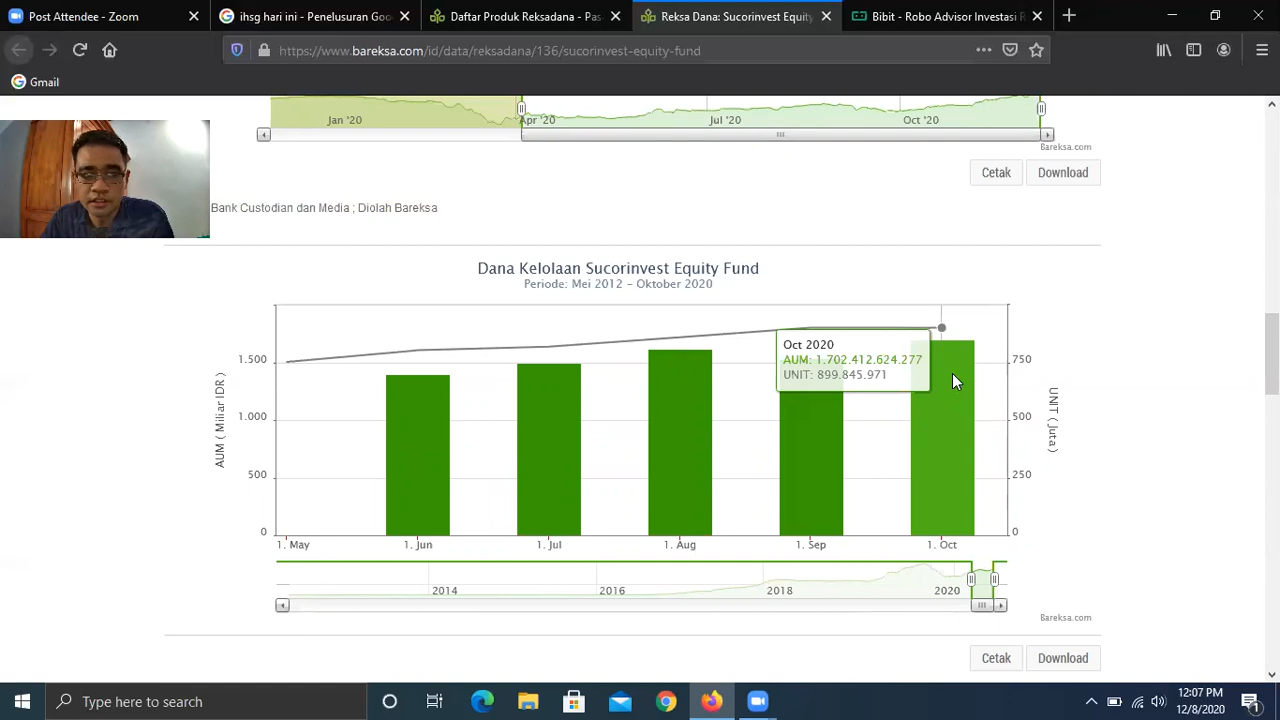 Post Attendee - Zoom
ihsg hari ini - Penelusuran Goo
Daftar Produk Reksadana - Pas
Reksa Dana: Sucorinvest Equity
Bibit - Robo Advisor Investasi R
https://www.bareksa.com/id/data/reksadana/136/sucorinvest-equity-fund
Gmail
Jan '20
Apr '20
Jul '20
Oct '20
Bareksa.com
Cetak
Download
Bank Custodian dan Media ; Diolah Bareksa
Dana Kelolaan Sucorinvest Equity Fund
Periode: Mei 2012 - Oktober 2020
AUM ( Miliar IDR )
1.500
1.000
500
0
Oct 2020
AUM: 1.702.412.624.277
UNIT: 899.845.971
750
500
250
0
UNIT ( Juta )
1. May
1. Jun
1. Jul
1. Aug
1. Sep
1. Oct
2014
2016
2018
2020
Bareksa.com
Cetak
Download
Type here to search
12:07 PM
12/8/2020
1